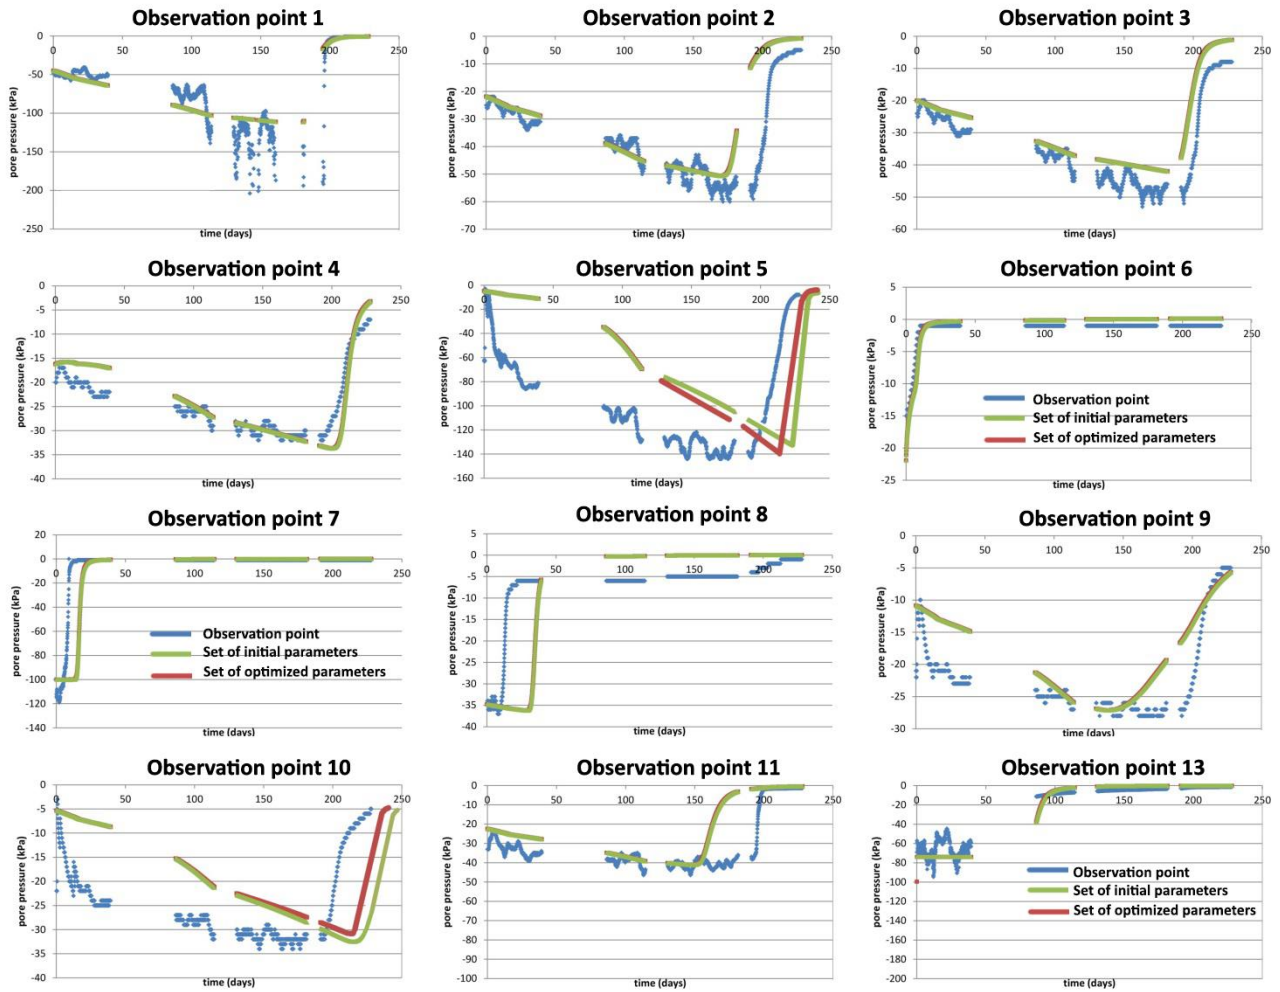 Observation point 1
0
0 50 100 150 200 250
-50
-100
-150
-200
-250
pore pressure (kPa)
time (days)
Observation point 2
0
0 50 100 150 200 250
-10
-20
-30
-40
-50
-60
-70
pore pressure (kPa)
time (days)
Observation point 3
0
0 50 100 150 200 250
-10
-20
-30
-40
-50
-60
pore pressure (kPa)
time (days)
Observation point 4
0
0 50 100 150 200 250
-5
-10
-15
-20
-25
-30
-35
-40
pore pressure (kPa)
time (days)
Observation point 5
0
0 50 100 150 200 250
-20
-40
-60
-80
-100
-120
-140
-160
pore pressure (kPa)
time (days)
Observation point 6
5
0
0 50 100 150 200 250
-5
-10
-15
-20
-25
pore pressure (kPa)
Observation point
Set of initial parameters
Set of optimized parameters
time (days)
Observation point 7
20
0
0 50 100 150 200 250
-20
-40
-60
-80
-100
-120
-140
pore pressure (kPa)
Observation point
Set of initial parameters
Set of optimized parameters
time (days)
Observation point 8
5
0
0 50 100 150 200 250
-5
-10
-15
-20
-25
-30
-35
-40
pore pressure (kPa)
time (days)
Observation point 9
0
0 50 100 150 200 250
-5
-10
-15
-20
-25
-30
pore pressure (kPa)
time (days)
Observation point 10
0 50 100 150 200 250
-5
-10
-15
-20
-25
-30
-35
-40
pore pressure (kPa)
time (days)
Observation point 11
0
0 50 100 150 200 250
-10
-20
-30
-40
-50
-60
-70
-80
-90
-100
pore pressure (kPa)
time (days)
Observation point 13
0
0 50 100 150 200 250
-20
-40
-60
-80
-100
-120
-140
-160
-180
-200
pore pressure (kPa)
Observation point
Set of initial parameters
Set of optimized parameters
time (days)